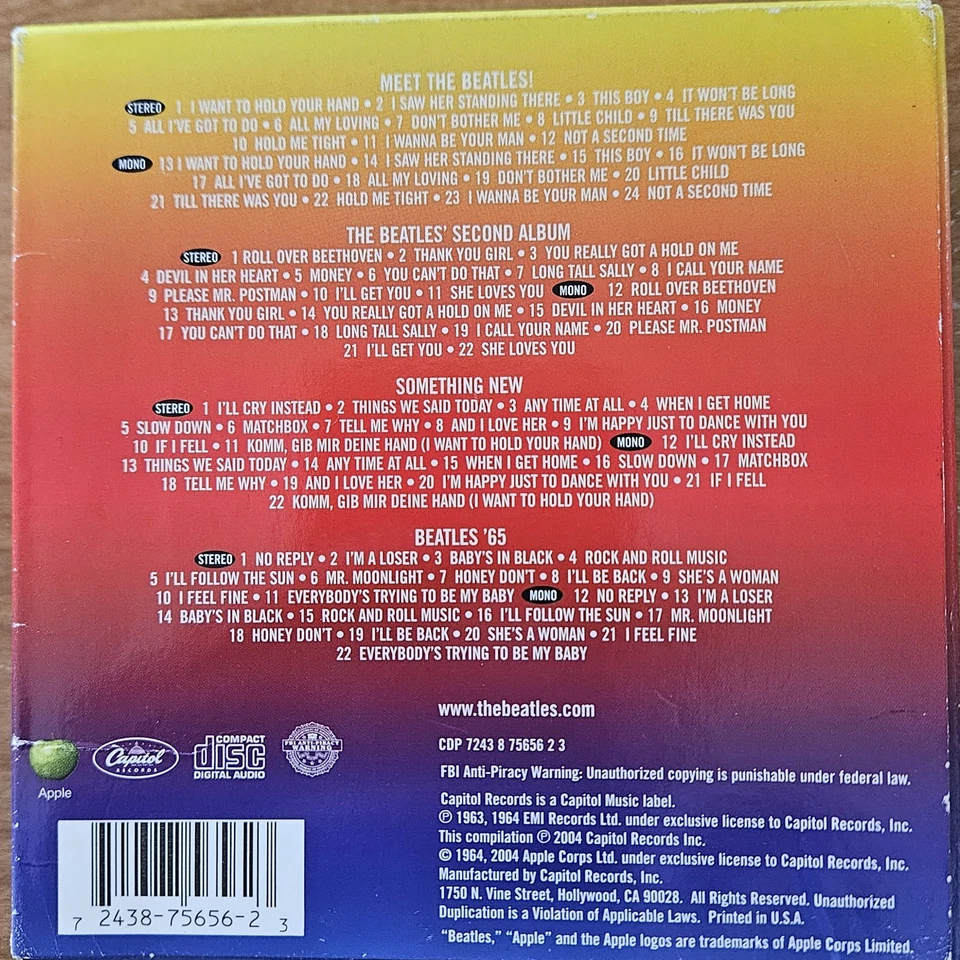 MEET THE BEATLES!
STEREO 1 I WANT TO HOLD YOUR HAND • 2 I SAW HER STANDING THERE • 3 THIS BOY • 4 IT WON'T BE LONG
5 ALL I'VE GOT TO DO • 6 ALL MY LOVING • 7 DON'T BOTHER ME • 8 LITTLE CHILD • 9 TILL THERE WAS YOU
10 HOLD ME TIGHT • 11 I WANNA BE YOUR MAN • 12 NOT A SECOND TIME
MONO 13 I WANT TO HOLD YOUR HAND • 14 I SAW HER STANDING THERE • 15 THIS BOY • 16 IT WON'T BE LONG
17 ALL I'VE GOT TO DO • 18 ALL MY LOVING • 19 DON'T BOTHER ME • 20 LITTLE CHILD
21 TILL THERE WAS YOU • 22 HOLD ME TIGHT • 23 I WANNA BE YOUR MAN • 24 NOT A SECOND TIME
THE BEATLES' SECOND ALBUM
STEREO 1 ROLL OVER BEETHOVEN • 2 THANK YOU GIRL • 3 YOU REALLY GOT A HOLD ON ME
4 DEVIL IN HER HEART • 5 MONEY • 6 YOU CAN'T DO THAT • 7 LONG TALL SALLY • 8 I CALL YOUR NAME
9 PLEASE MR. POSTMAN • 10 I'LL GET YOU • 11 SHE LOVES YOU MONO 12 ROLL OVER BEETHOVEN
13 THANK YOU GIRL • 14 YOU REALLY GOT A HOLD ON ME • 15 DEVIL IN HER HEART • 16 MONEY
17 YOU CAN'T DO THAT • 18 LONG TALL SALLY • 19 I CALL YOUR NAME • 20 PLEASE MR. POSTMAN
21 I'LL GET YOU • 22 SHE LOVES YOU
SOMETHING NEW
STEREO 1 I'LL CRY INSTEAD • 2 THINGS WE SAID TODAY • 3 ANY TIME AT ALL • 4 WHEN I GET HOME
5 SLOW DOWN • 6 MATCHBOX • 7 TELL ME WHY • 8 AND I LOVE HER • 9 I'M HAPPY JUST TO DANCE WITH YOU
10 IF I FELL • 11 KOMM, GIB MIR DEINE HAND (I WANT TO HOLD YOUR HAND) MONO 12 I'LL CRY INSTEAD
13 THINGS WE SAID TODAY • 14 ANY TIME AT ALL • 15 WHEN I GET HOME • 16 SLOW DOWN • 17 MATCHBOX
18 TELL ME WHY • 19 AND I LOVE HER • 20 I'M HAPPY JUST TO DANCE WITH YOU • 21 IF I FELL
22 KOMM, GIB MIR DEINE HAND (I WANT TO HOLD YOUR HAND)
BEATLES '65
STEREO 1 NO REPLY • 2 I'M A LOSER • 3 BABY'S IN BLACK • 4 ROCK AND ROLL MUSIC
5 I'LL FOLLOW THE SUN • 6 MR. MOONLIGHT • 7 HONEY DON'T • 8 I'LL BE BACK • 9 SHE'S A WOMAN
10 I FEEL FINE • 11 EVERYBODY'S TRYING TO BE MY BABY MONO 12 NO REPLY • 13 I'M A LOSER
14 BABY'S IN BLACK • 15 ROCK AND ROLL MUSIC • 16 I'LL FOLLOW THE SUN • 17 MR. MOONLIGHT
18 HONEY DON'T • 19 I'LL BE BACK • 20 SHE'S A WOMAN • 21 I FEEL FINE
22 EVERYBODY'S TRYING TO BE MY BABY
www.thebeatles.com
CDP 7243 8 75656 2 3
FBI Anti-Piracy Warning: Unauthorized copying is punishable under federal law.
Capitol Records is a Capitol Music label.
℗ 1963, 1964 EMI Records Ltd. under exclusive license to Capitol Records, Inc.
This compilation ℗ 2004 Capitol Records Inc.
© 1964, 2004 Apple Corps Ltd. under exclusive license to Capitol Records, Inc.
Manufactured by Capitol Records, Inc.
1750 N. Vine Street, Hollywood, CA 90028. All Rights Reserved. Unauthorized
Duplication is a Violation of Applicable Laws. Printed in U.S.A.
"Beatles," "Apple" and the Apple logos are trademarks of Apple Corps Limited.
Apple
Capitol
RECORDS
COMPACT
disc
DIGITAL AUDIO
FBI ANTI-PIRACY
WARNING
7 2438-75656-2 3